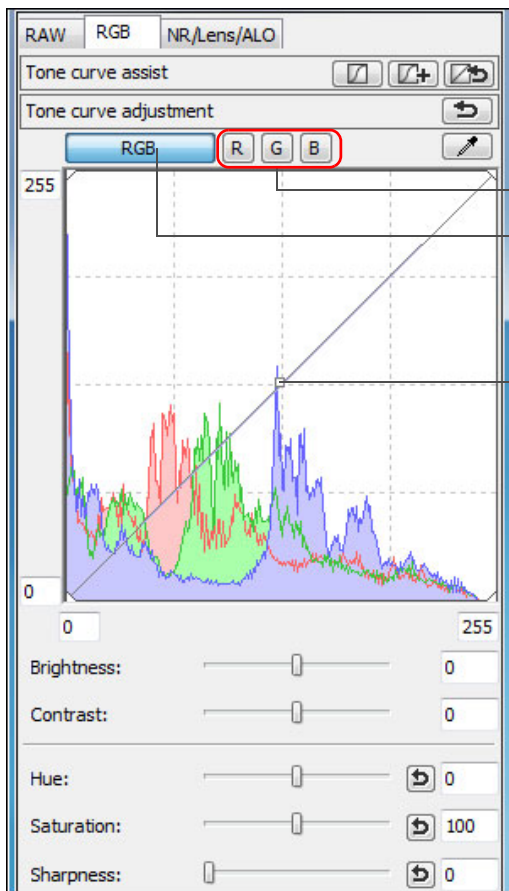 RAW RGB NR/Lens/ALO
Tone curve assist
Tone curve adjustment
RGB R G B
255
0
0 255
Brightness: 0
Contrast: 0
Hue: 0
Saturation: 100
Sharpness: 0